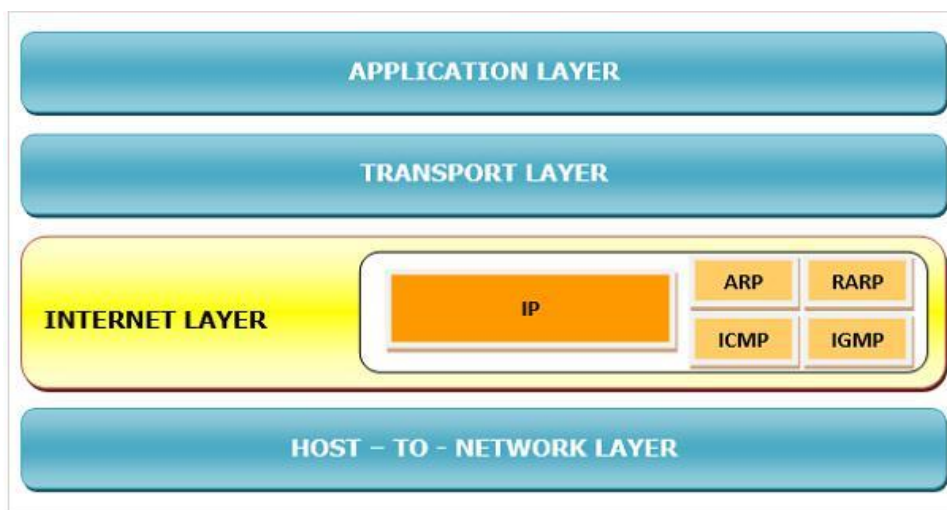 APPLICATION LAYER
TRANSPORT LAYER
INTERNET LAYER
IP
ARP RARP
ICMP IGMP
HOST – TO - NETWORK LAYER